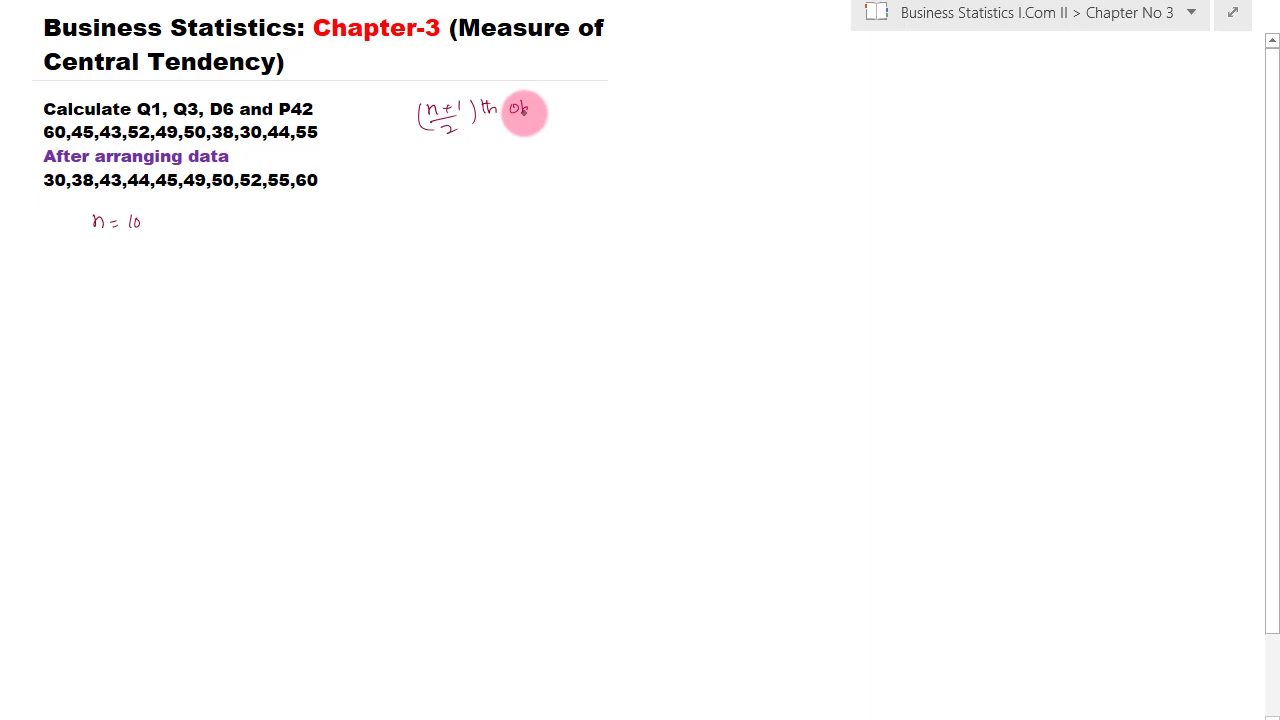 Business Statistics I Com II > Chapter No 3
Business Statistics: Chapter-3 (Measure of
Central Tendency)
Calculate Q1, Q3, D6 and P42
60,45,43,52,49,50,38,30,44,55
After arranging data
30,38,43,44,45,49,50,52,55,60
n = 10
(n+1/2)th ob